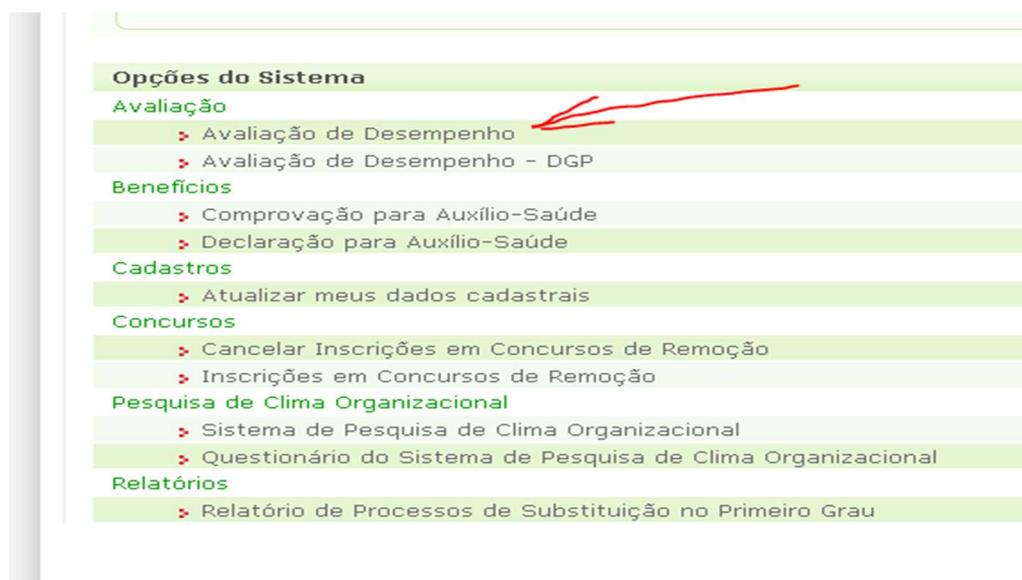 Opções do Sistema
Avaliação
Avaliação de Desempenho
Avaliação de Desempenho - DGP
Benefícios
Comprovação para Auxílio-Saúde
Declaração para Auxílio-Saúde
Cadastros
Atualizar meus dados cadastrais
Concursos
Cancelar Inscrições em Concursos de Remoção
Inscrições em Concursos de Remoção
Pesquisa de Clima Organizacional
Sistema de Pesquisa de Clima Organizacional
Questionário do Sistema de Pesquisa de Clima Organizacional
Relatórios
Relatório de Processos de Substituição no Primeiro Grau